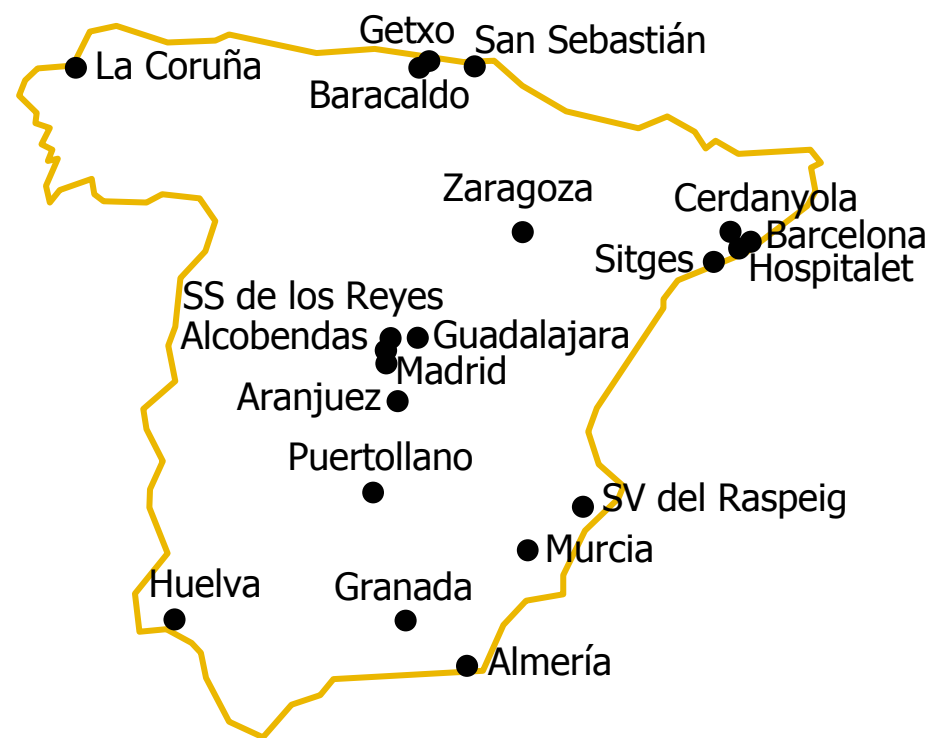 Getxo
San Sebastián
La Coruña
Baracaldo
Zaragoza
Cerdanyola
Barcelona
Sitges
Hospitalet
SS de los Reyes
Alcobendas
Guadalajara
Madrid
Aranjuez
Puertollano
SV del Raspeig
Murcia
Huelva
Granada
Almería